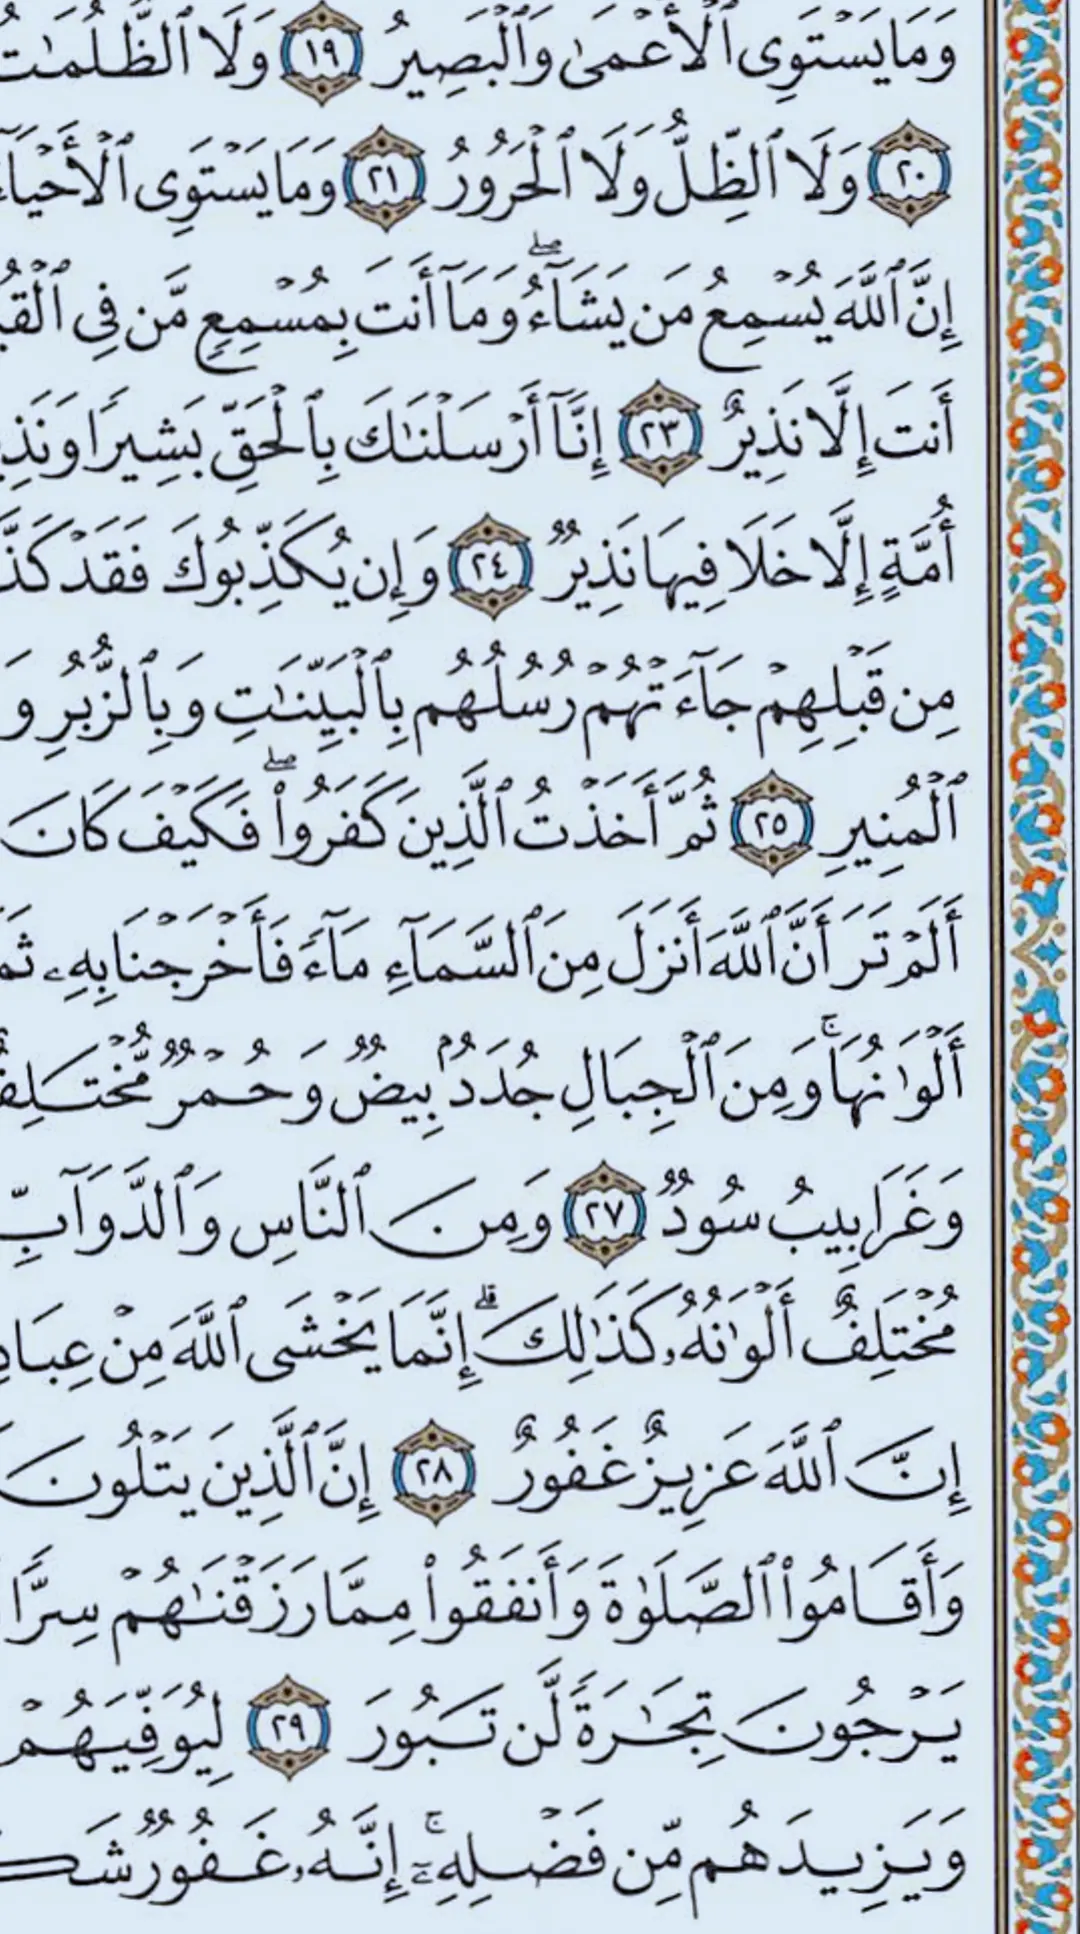 وَمَا يَسْتَوِى ٱلْأَعْمَىٰ وَٱلْبَصِيرُ ١٩ وَلَا ٱلظُّلُمَـٰتُ
٢٠ وَلَا ٱلظِّلُّ وَلَا ٱلْحَرُورُ ٢١ وَمَا يَسْتَوِى ٱلْأَحْيَآءُ
إِنَّ ٱللَّهَ يُسْمِعُ مَن يَشَآءُ ۖ وَمَآ أَنتَ بِمُسْمِعٍ مَّن فِى
أَنتَ إِلَّا نَذِيرٌ ٢٣ إِنَّآ أَرْسَلْنَـٰكَ بِٱلْحَقِّ بَشِيرًا
أُمَّةٍ إِلَّا خَلَا فِيهَا نَذِيرٌ ٢٤ وَإِن يُكَذِّبُوكَ فَقَدْ
مِن قَبْلِهِمْ جَآءَتْهُمْ رُسُلُهُم بِٱلْبَيِّنَـٰتِ وَبِٱلزُّبُرِ وَ
ٱلْمُنِيرِ ٢٥ ثُمَّ أَخَذْتُ ٱلَّذِينَ كَفَرُوا۟ ۖ فَكَيْفَ كَانَ
أَلَمْ تَرَ أَنَّ ٱللَّهَ أَنزَلَ مِنَ ٱلسَّمَآءِ مَآءً فَأَخْرَجْنَا بِهِۦ
أَلْوَٰنُهَا ۚ وَمِنَ ٱلْجِبَالِ جُدَدٌۢ بِيضٌ وَحُمْرٌ
وَغَرَابِيبُ سُودٌ ٢٧ وَمِنَ ٱلنَّاسِ وَٱلدَّوَآبِّ
مُخْتَلِفٌ أَلْوَٰنُهُۥ كَذَٰلِكَ ۗ إِنَّمَا يَخْشَى ٱللَّهَ مِنْ
إِنَّ ٱللَّهَ عَزِيزٌ غَفُورٌ ٢٨ إِنَّ ٱلَّذِينَ يَتْلُونَ
وَأَقَامُوا۟ ٱلصَّلَوٰةَ وَأَنفَقُوا۟ مِمَّا رَزَقْنَـٰهُمْ سِرًّا
يَرْجُونَ تِجَـٰرَةً لَّن تَبُورَ ٢٩ لِيُوَفِّيَهُمْ
وَيَزِيدَهُم مِّن فَضْلِهِۦٓ ۚ إِنَّهُۥ غَفُورٌ